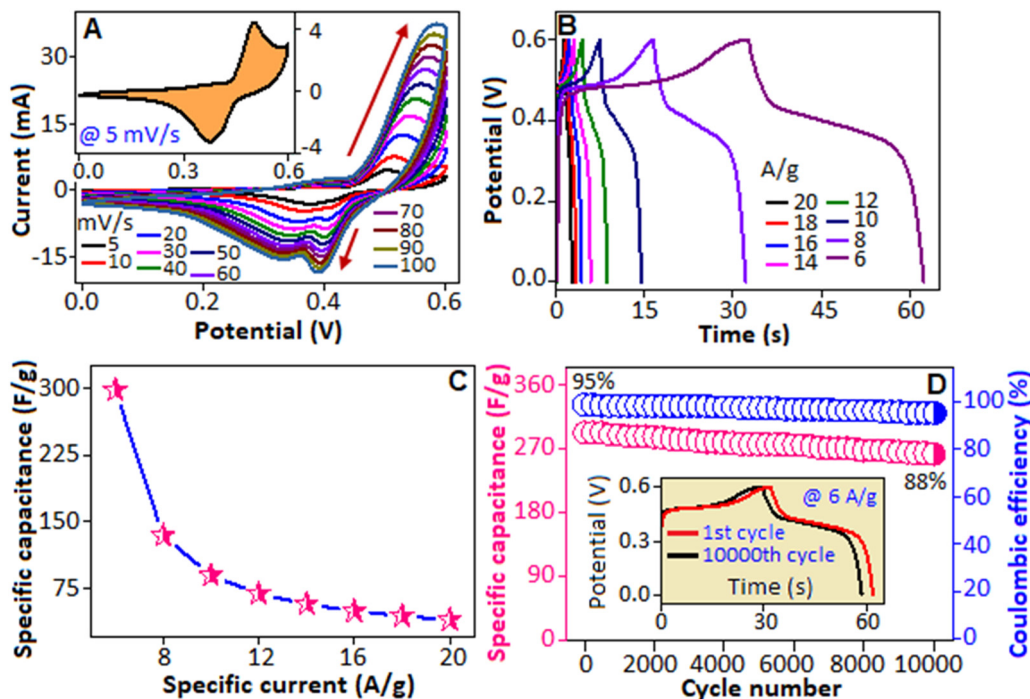 A
Current (mA)
30
15
0
-15
4
0
-4
@ 5 mV/s
0.0 0.3 0.6
mV/s
5 20 50
10 30 60
40
70
80
90
100
0.0 0.2 0.4 0.6
Potential (V)
B
Potential (V)
0.6
0.4
0.2
0.0
A/g
20 12
18 10
16 8
14 6
0 15 30 45 60
Time (s)
C
Specific capacitance (F/g)
300
225
150
75
8 12 16 20
Specific current (A/g)
D
Specific capacitance (F/g)
360
270
180
90
0
95%
88%
Potential (V)
0.6
0.3
0.0
@ 6 A/g
1st cycle
10000th cycle
Time (s)
0 30 60
100
80
60
40
20
0
Coulombic efficiency (%)
0 2000 4000 6000 8000 10000
Cycle number